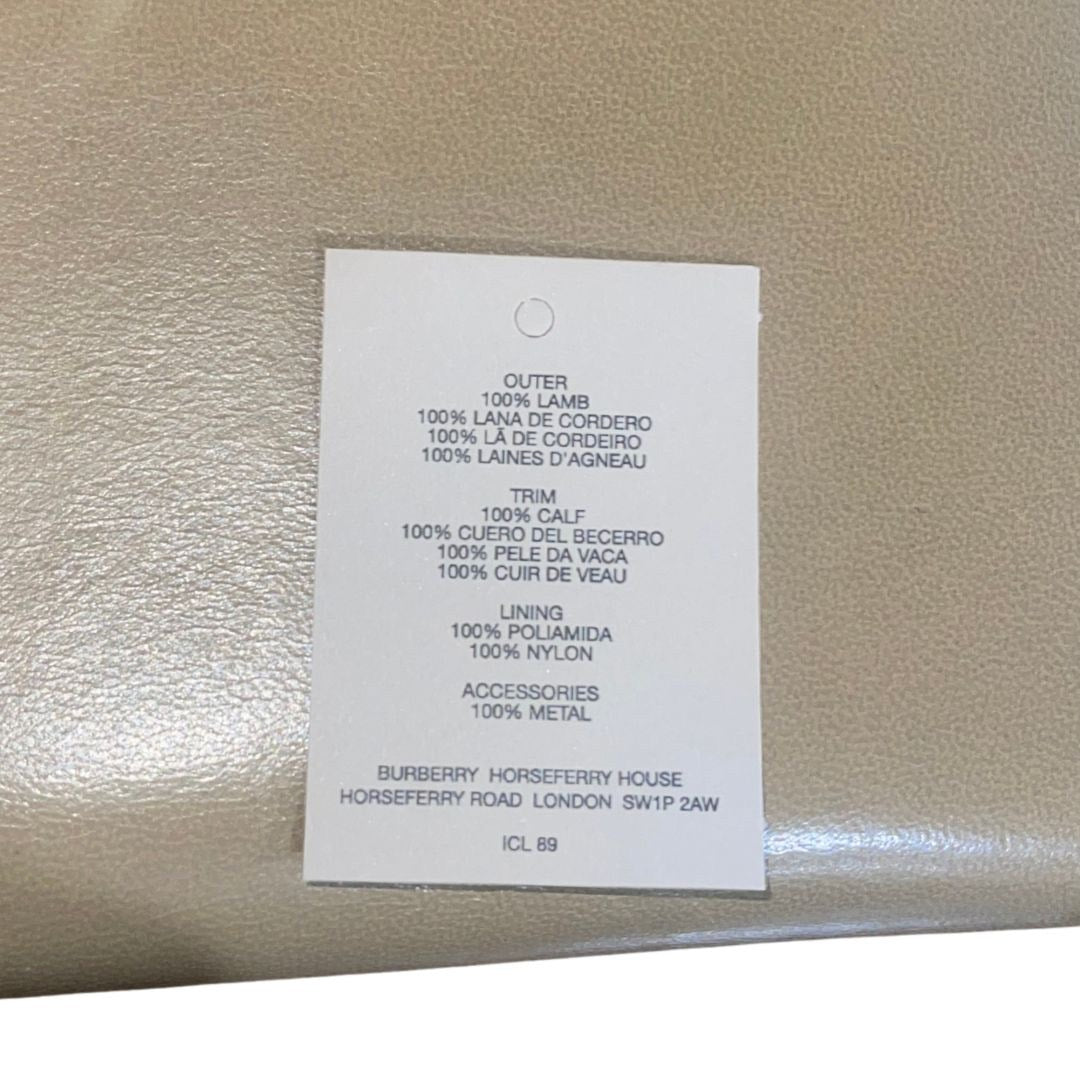 OUTER
100% LAMB
100% LANA DE CORDERO
100% LÃ DE CORDEIRO
100% LAINES D'AGNEAU
TRIM
100% CALF
100% CUERO DEL BECERRO
100% PELE DA VACA
100% CUIR DE VEAU
LINING
100% POLIAMIDA
100% NYLON
ACCESSORIES
100% METAL
BURBERRY HORSEFERRY HOUSE
HORSEFERRY ROAD LONDON SW1P 2AW
ICL 89